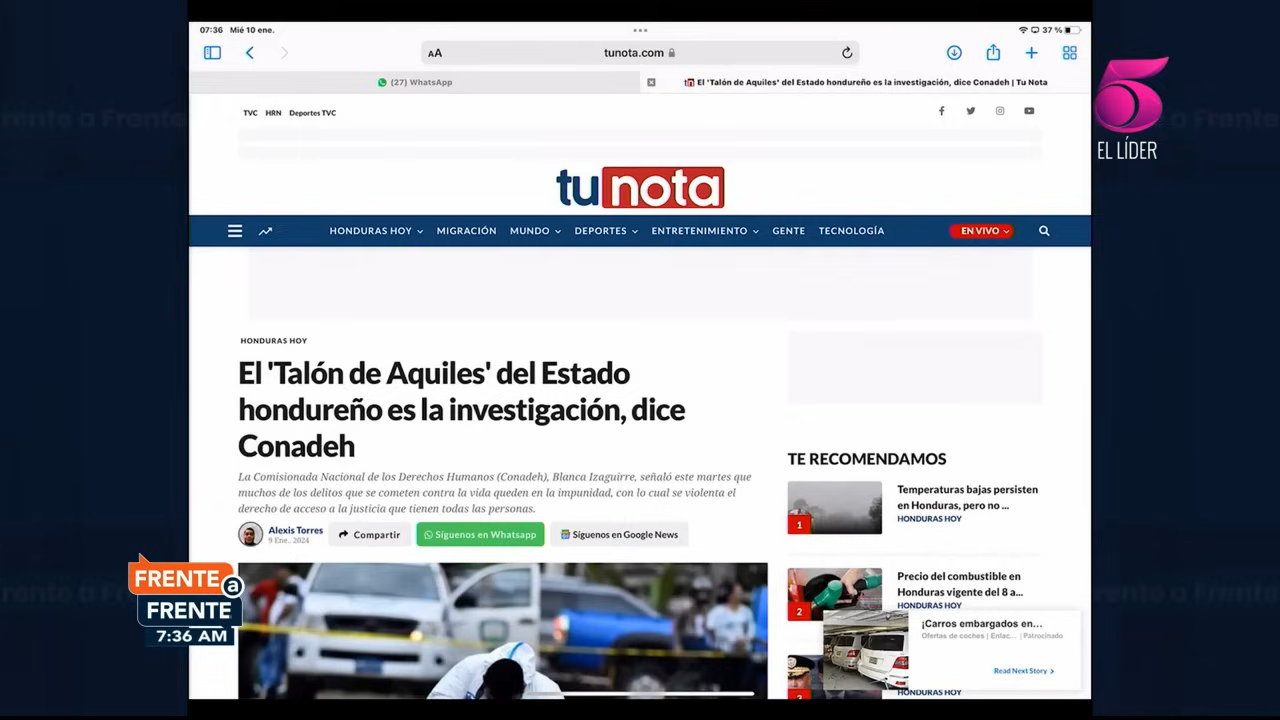 07:36 Mié 10 ene.
37 %
AA
tunota.com
(27) WhatsApp
El 'Talón de Aquiles' del Estado hondureño es la investigación, dice Conadeh | Tu Nota
5
EL LÍDER
TVC HRN Deportes TVC
tunota
HONDURAS HOY MIGRACIÓN MUNDO DEPORTES ENTRETENIMIENTO GENTE TECNOLOGÍA EN VIVO
HONDURAS HOY
El 'Talón de Aquiles' del Estado
hondureño es la investigación, dice
Conadeh
La Comisionada Nacional de los Derechos Humanos (Conadeh), Blanca Izaguirre, señaló este martes que
muchos de los delitos que se cometen contra la vida queden en la impunidad, con lo cual se violenta el
derecho de acceso a la justicia que tienen todas las personas.
Alexis Torres
9 Ene., 2024
Compartir
Síguenos en Whatsapp
Síguenos en Google News
TE RECOMENDAMOS
1
Temperaturas bajas persisten
en Honduras, pero no ...
HONDURAS HOY
2
Precio del combustible en
Honduras vigente del 8 a...
HONDURAS HOY
3
HONDURAS HOY
¡Carros embargados en...
Ofertas de coches | Enlac... | Patrocinado
Read Next Story
FRENTE
a
FRENTE
7:36 AM